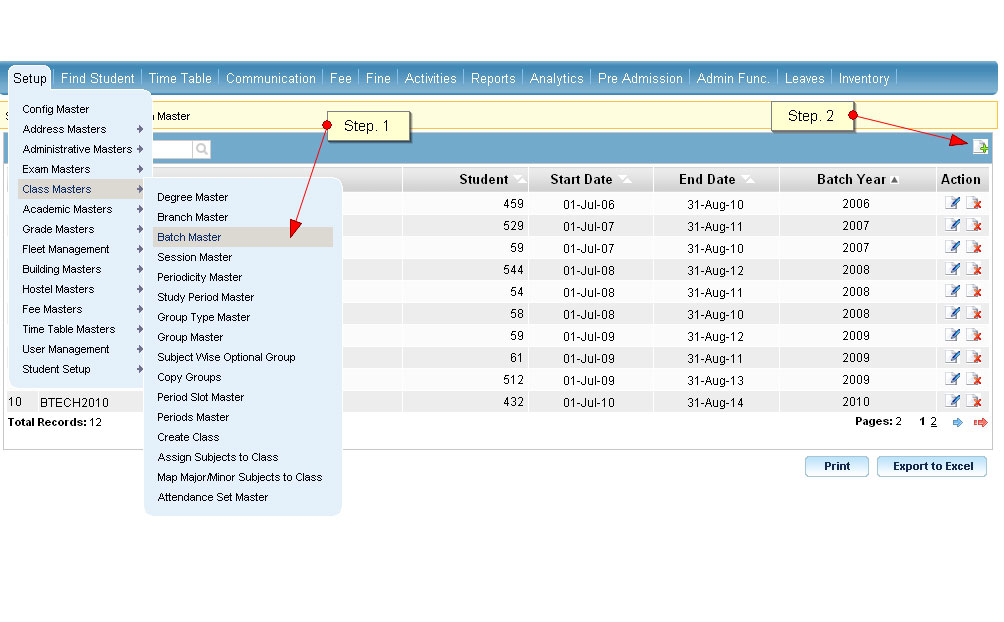 Setup Find Student Time Table Communication Fee Fine Activities Reports Analytics Pre Admission Admin Func. Leaves Inventory
Config Master
Address Masters
Administrative Masters
Exam Masters
Class Masters
Academic Masters
Grade Masters
Fleet Management
Building Masters
Hostel Masters
Fee Masters
Time Table Masters
User Management
Student Setup
Master
Step. 1
Step. 2
Degree Master
Branch Master
Batch Master
Session Master
Periodicity Master
Study Period Master
Group Type Master
Group Master
Subject Wise Optional Group
Copy Groups
Period Slot Master
Periods Master
Create Class
Assign Subjects to Class
Map Major/Minor Subjects to Class
Attendance Set Master
Student Start Date End Date Batch Year Action
459 01-Jul-06 31-Aug-10 2006
529 01-Jul-07 31-Aug-11 2007
59 01-Jul-07 31-Aug-10 2007
544 01-Jul-08 31-Aug-12 2008
54 01-Jul-08 31-Aug-11 2008
58 01-Jul-08 31-Aug-10 2008
59 01-Jul-09 31-Aug-12 2009
61 01-Jul-09 31-Aug-11 2009
512 01-Jul-09 31-Aug-13 2009
10 BTECH2010 432 01-Jul-10 31-Aug-14 2010
Total Records: 12 Pages: 2 1 2
Print Export to Excel